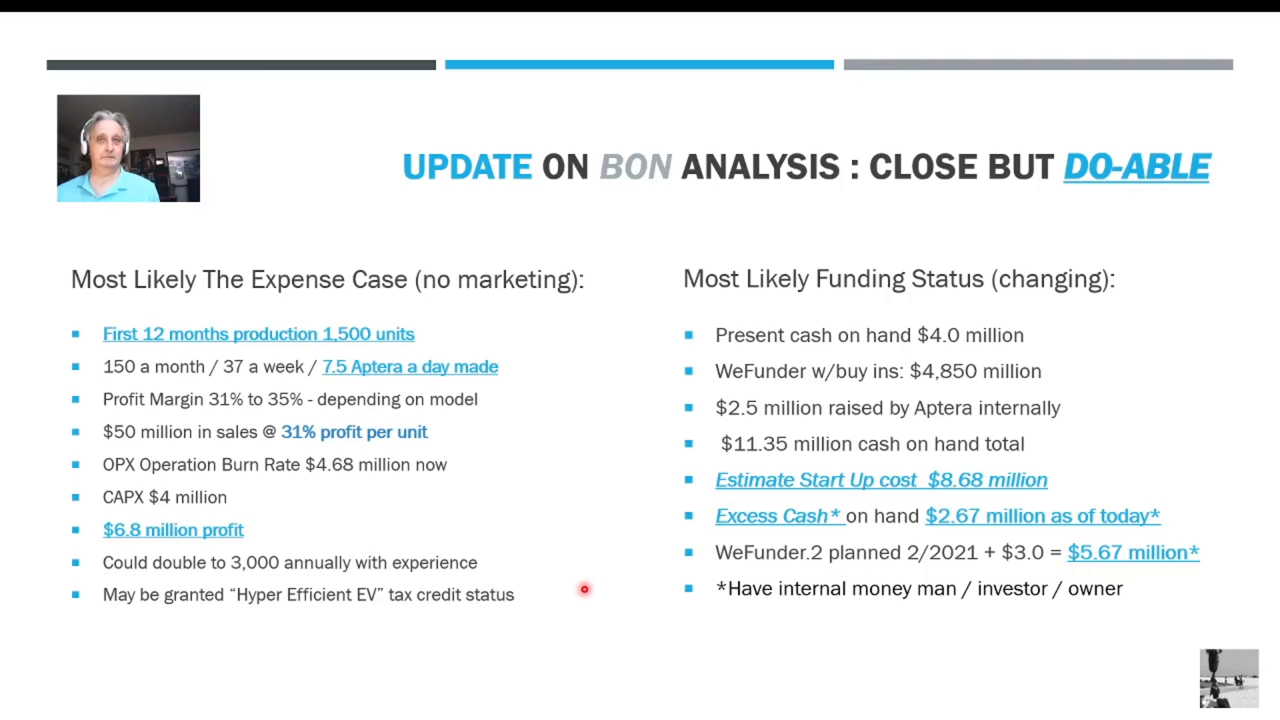 UPDATE ON BON ANALYSIS : CLOSE BUT DO-ABLE
Most Likely The Expense Case (no marketing):
First 12 months production 1,500 units
150 a month / 37 a week / 7.5 Aptera a day made
Profit Margin 31% to 35% - depending on model
$50 million in sales @ 31% profit per unit
OPX Operation Burn Rate $4.68 million now
CAPX $4 million
$6.8 million profit
Could double to 3,000 annually with experience
May be granted “Hyper Efficient EV” tax credit status
Most Likely Funding Status (changing):
Present cash on hand $4.0 million
WeFunder w/buy ins: $4,850 million
$2.5 million raised by Aptera internally
$11.35 million cash on hand total
Estimate Start Up cost $8.68 million
Excess Cash* on hand $2.67 million as of today*
WeFunder.2 planned 2/2021 + $3.0 = $5.67 million*
*Have internal money man / investor / owner